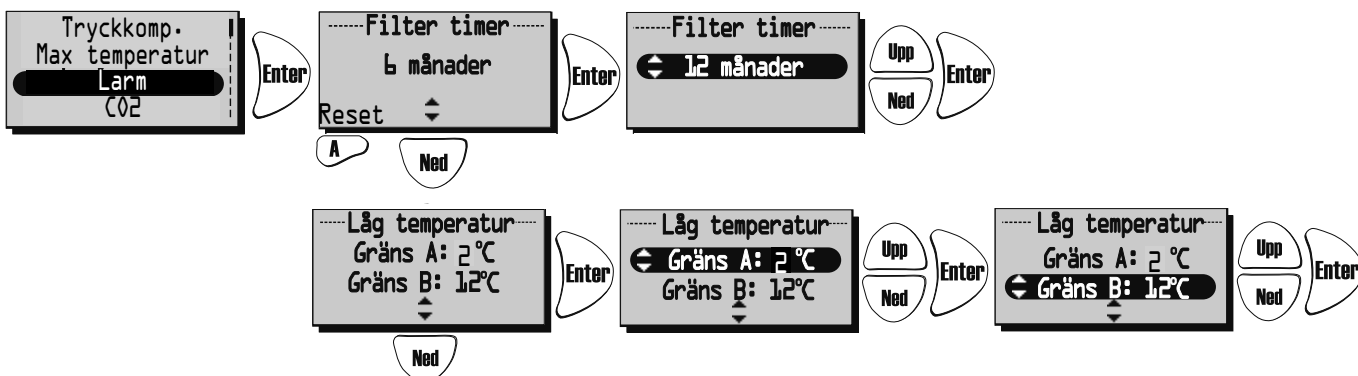 Tryckkomp.
Max temperatur
Larm
CO2
Enter
Filter timer
6 månader
Reset
A
Ned
Enter
Filter timer
12 månader
Upp
Ned
Enter
Låg temperatur
Gräns A: 2 °C
Gräns B: 12°C
Ned
Enter
Låg temperatur
Gräns A: 2 °C
Gräns B: 12°C
Upp
Ned
Enter
Låg temperatur
Gräns A: 2 °C
Gräns B: 12°C
Upp
Ned
Enter